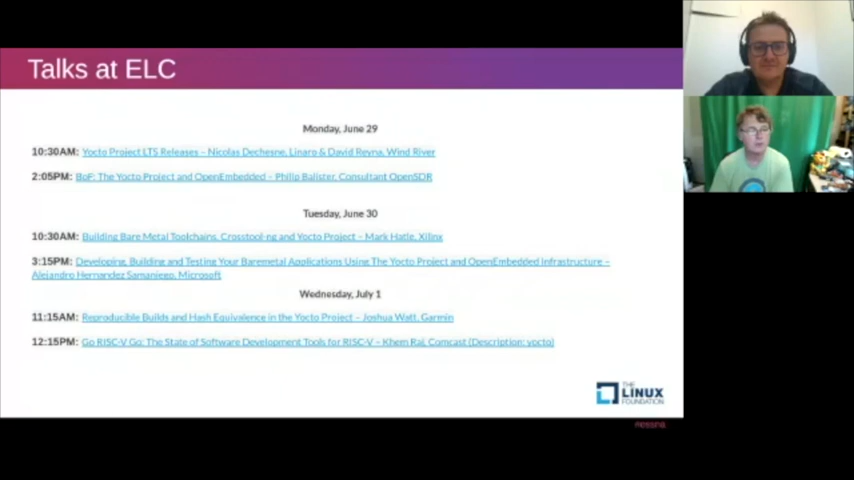 Talks at ELC
Monday, June 29
10:30AM: Yocto Project LTS Releases – Nicolas Dechesne, Linaro & David Reyna, Wind River
2:05PM: BoF: The Yocto Project and OpenEmbedded – Philip Balister, Consultant OpenSDR
Tuesday, June 30
10:30AM: Building Bare Metal Toolchains, Crosstool-ng and Yocto Project – Mark Hatle, Xilinx
3:15PM: Developing, Building and Testing Your Baremetal Applications Using The Yocto Project and OpenEmbedded Infrastructure –
Alejandro Hernandez Samaniego, Microsoft
Wednesday, July 1
11:15AM: Reproducible Builds and Hash Equivalence in the Yocto Project – Joshua Watt, Garmin
12:15PM: Go RISC-V Go: The State of Software Development Tools for RISC-V – Khem Raj, Comcast (Description: yocto)
THE
LINUX
FOUNDATION
#ossna